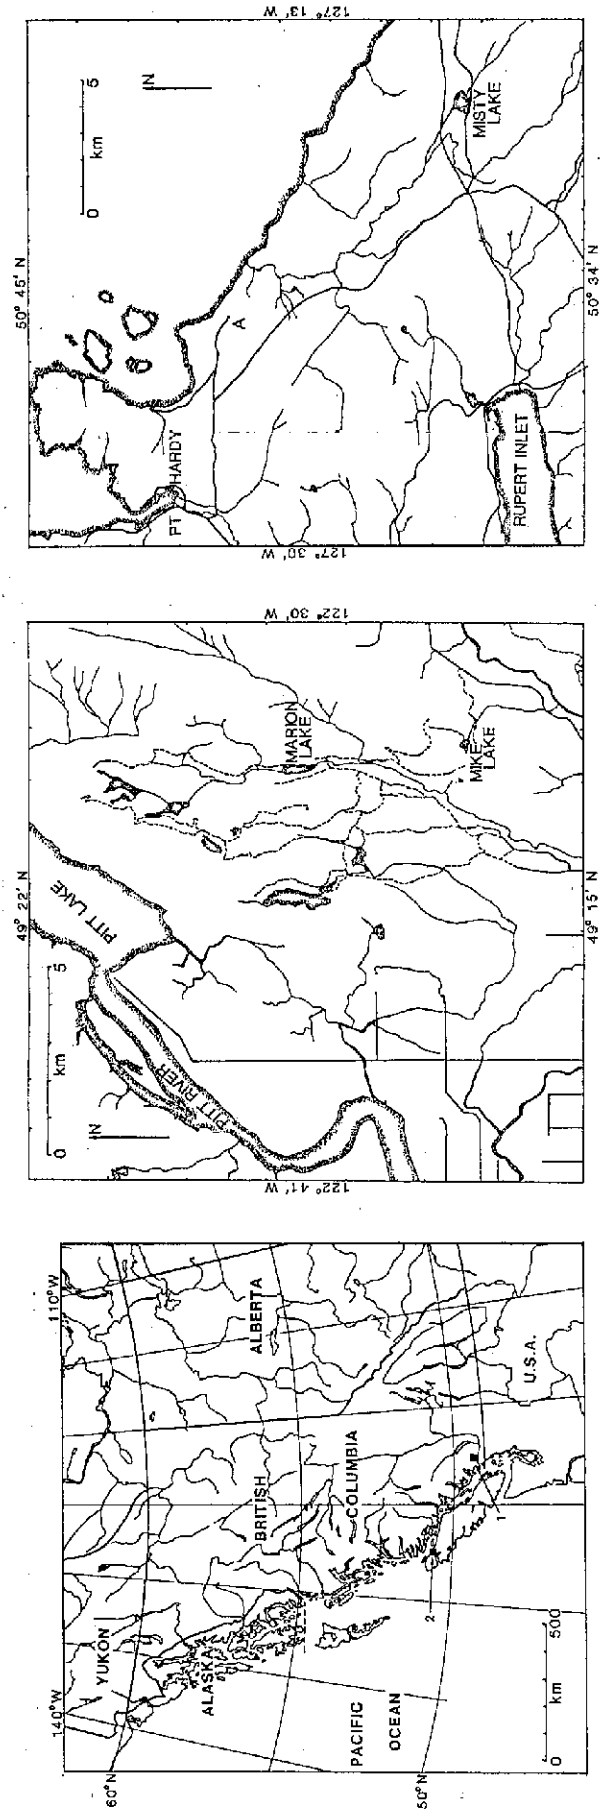 140°W
110°W
60°N
YUKON
ALASKA
BRITISH
COLUMBIA
ALBERTA
PACIFIC
OCEAN
50°N
U.S.A.
2
1
0
km
500
49° 22' N
N
0
km
5
PITT LAKE
PITT RIVER
MARION
LAKE
MIKE
LAKE
122° 41' W
122° 30' W
49° 15' N
50° 45' N
0
km
5
N
PT HARDY
A
MISTY
LAKE
RUPERT INLET
127° 30' W
127° 13' W
50° 34' N